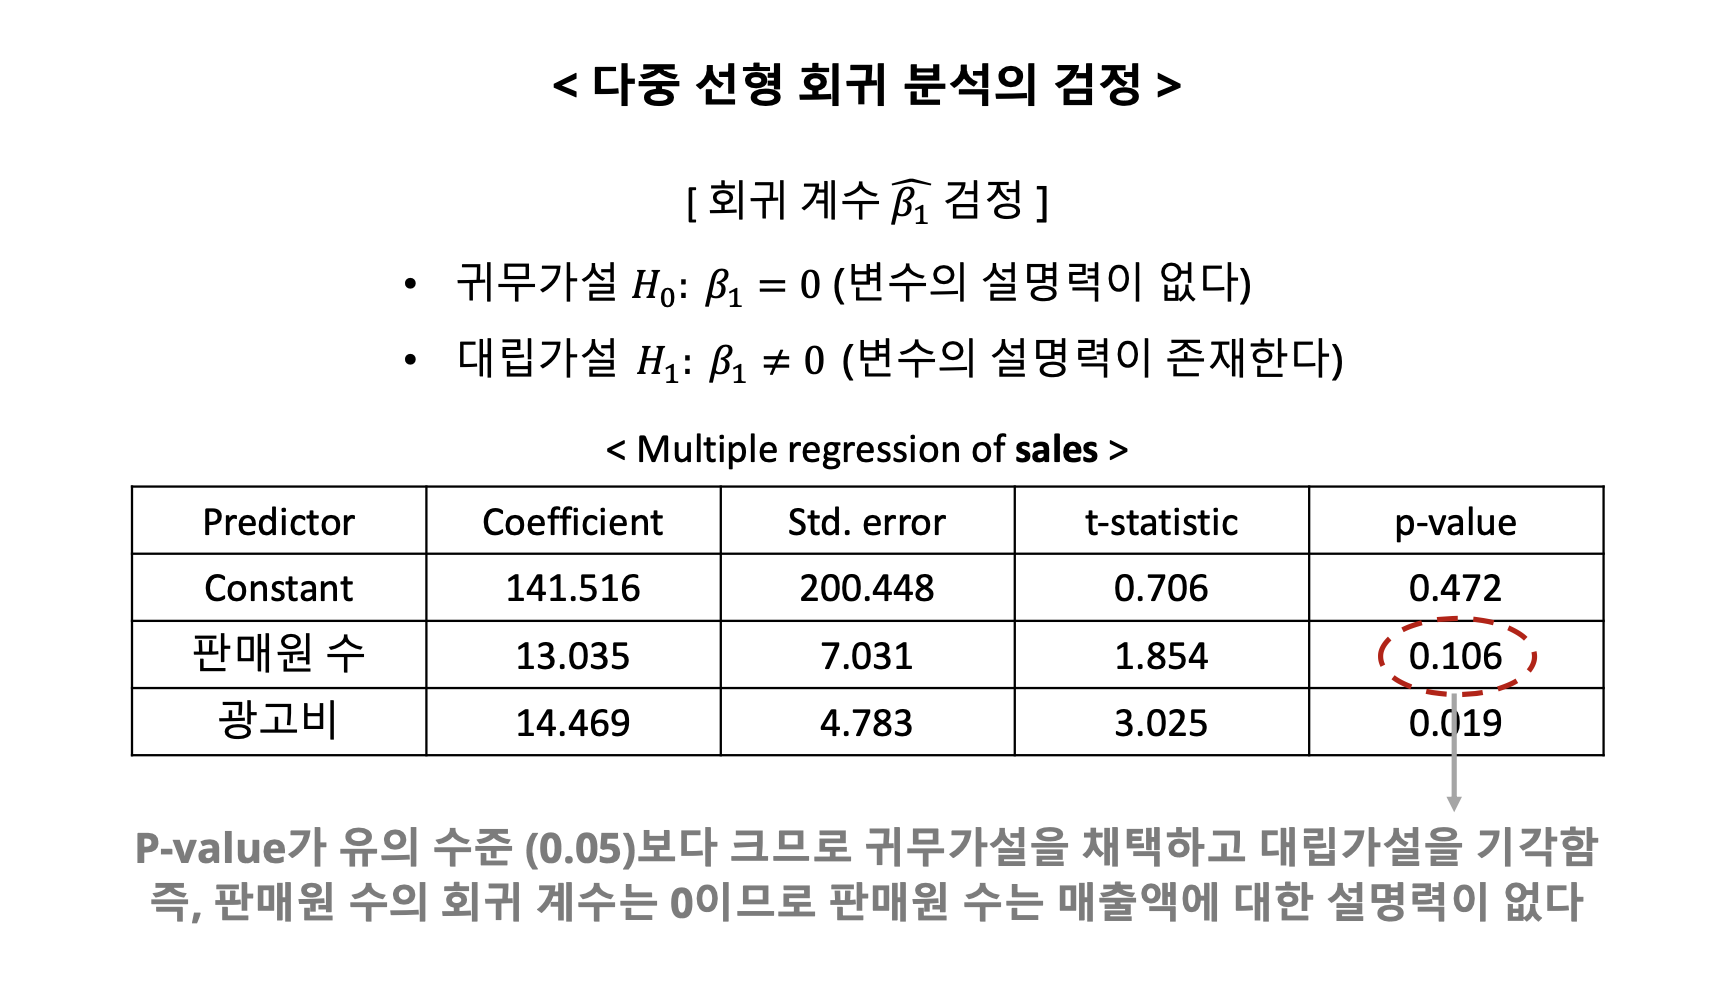 < 다중 선형 회귀 분석의 검정 >
[ 회귀 계수 $\widehat{\beta_1}$ 검정 ]
• 귀무가설 $H_0$: $\beta_1 = 0$ (변수의 설명력이 없다)
• 대립가설 $H_1$: $\beta_1 \neq 0$ (변수의 설명력이 존재한다)
< Multiple regression of sales >
Predictor Coefficient Std. error t-statistic p-value
Constant 141.516 200.448 0.706 0.472
판매원 수 13.035 7.031 1.854 0.106
광고비 14.469 4.783 3.025 0.019
P-value가 유의 수준 (0.05)보다 크므로 귀무가설을 채택하고 대립가설을 기각함
즉, 판매원 수의 회귀 계수는 0이므로 판매원 수는 매출액에 대한 설명력이 없다